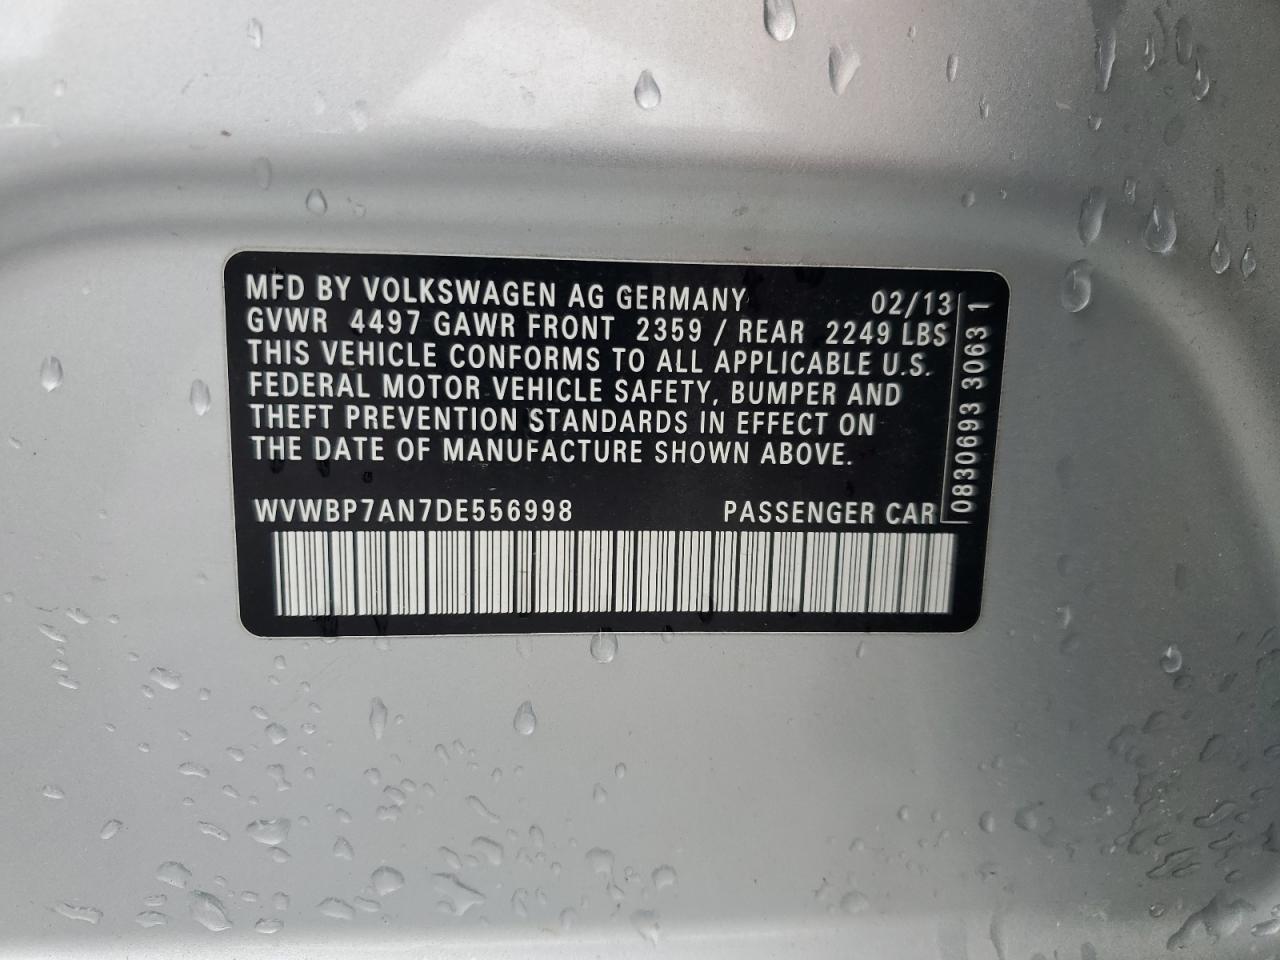 MFD BY VOLKSWAGEN AG GERMANY 02/13
GVWR 4497 GAWR FRONT 2359 / REAR 2249 LBS
THIS VEHICLE CONFORMS TO ALL APPLICABLE U.S.
FEDERAL MOTOR VEHICLE SAFETY, BUMPER AND
THEFT PREVENTION STANDARDS IN EFFECT ON
THE DATE OF MANUFACTURE SHOWN ABOVE.
WVWBP7AN7DE556998 PASSENGER CAR
0830693 3063 1